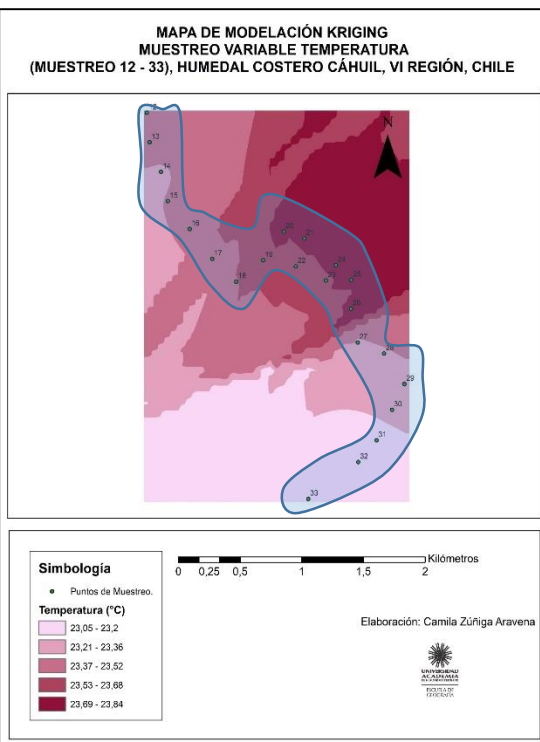 MAPA DE MODELACIÓN KRIGING
MUESTREO VARIABLE TEMPERATURA
(MUESTREO 12 - 33), HUMEDAL COSTERO CÁHUIL, VI REGIÓN, CHILE
N
13
14
15
16
17
18
19
20
21
22
23
24
25
26
27
28
29
30
31
32
33
Simbología
Puntos de Muestreo.
Temperatura (°C)
23,05 - 23,2
23,21 - 23,36
23,37 - 23,52
23,53 - 23,68
23,69 - 23,84
Kilómetros
0 0,25 0,5 1 1,5 2
Elaboración: Camila Zúñiga Aravena
UNIVERSIDAD
ACADEMIA
ESCUELA DE
GEOGRAFÍA